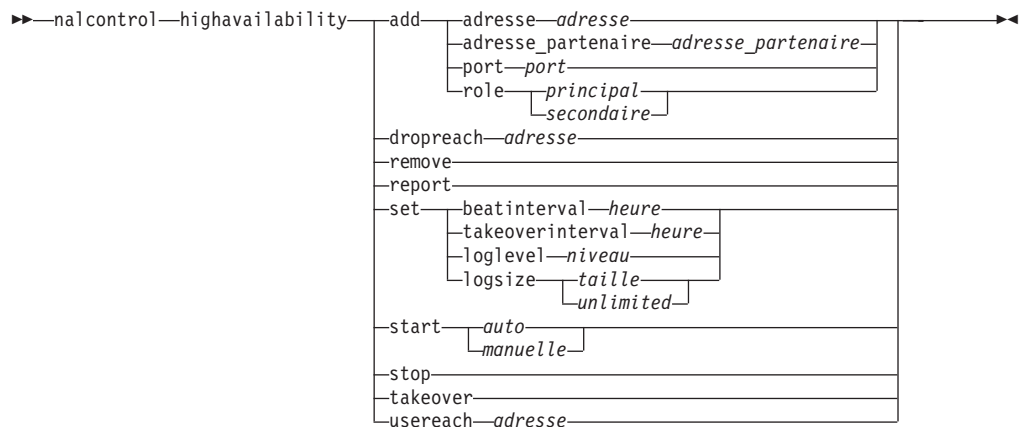 nalcontrol highavailability add adresse adresse
adresse_partenaire adresse_partenaire
port port
role principal
secondaire
dropreach adresse
remove
report
set beatinterval heure
takeoverinterval heure
loglevel niveau
logsize taille
unlimited
start auto
manuelle
stop
takeover
usereach adresse